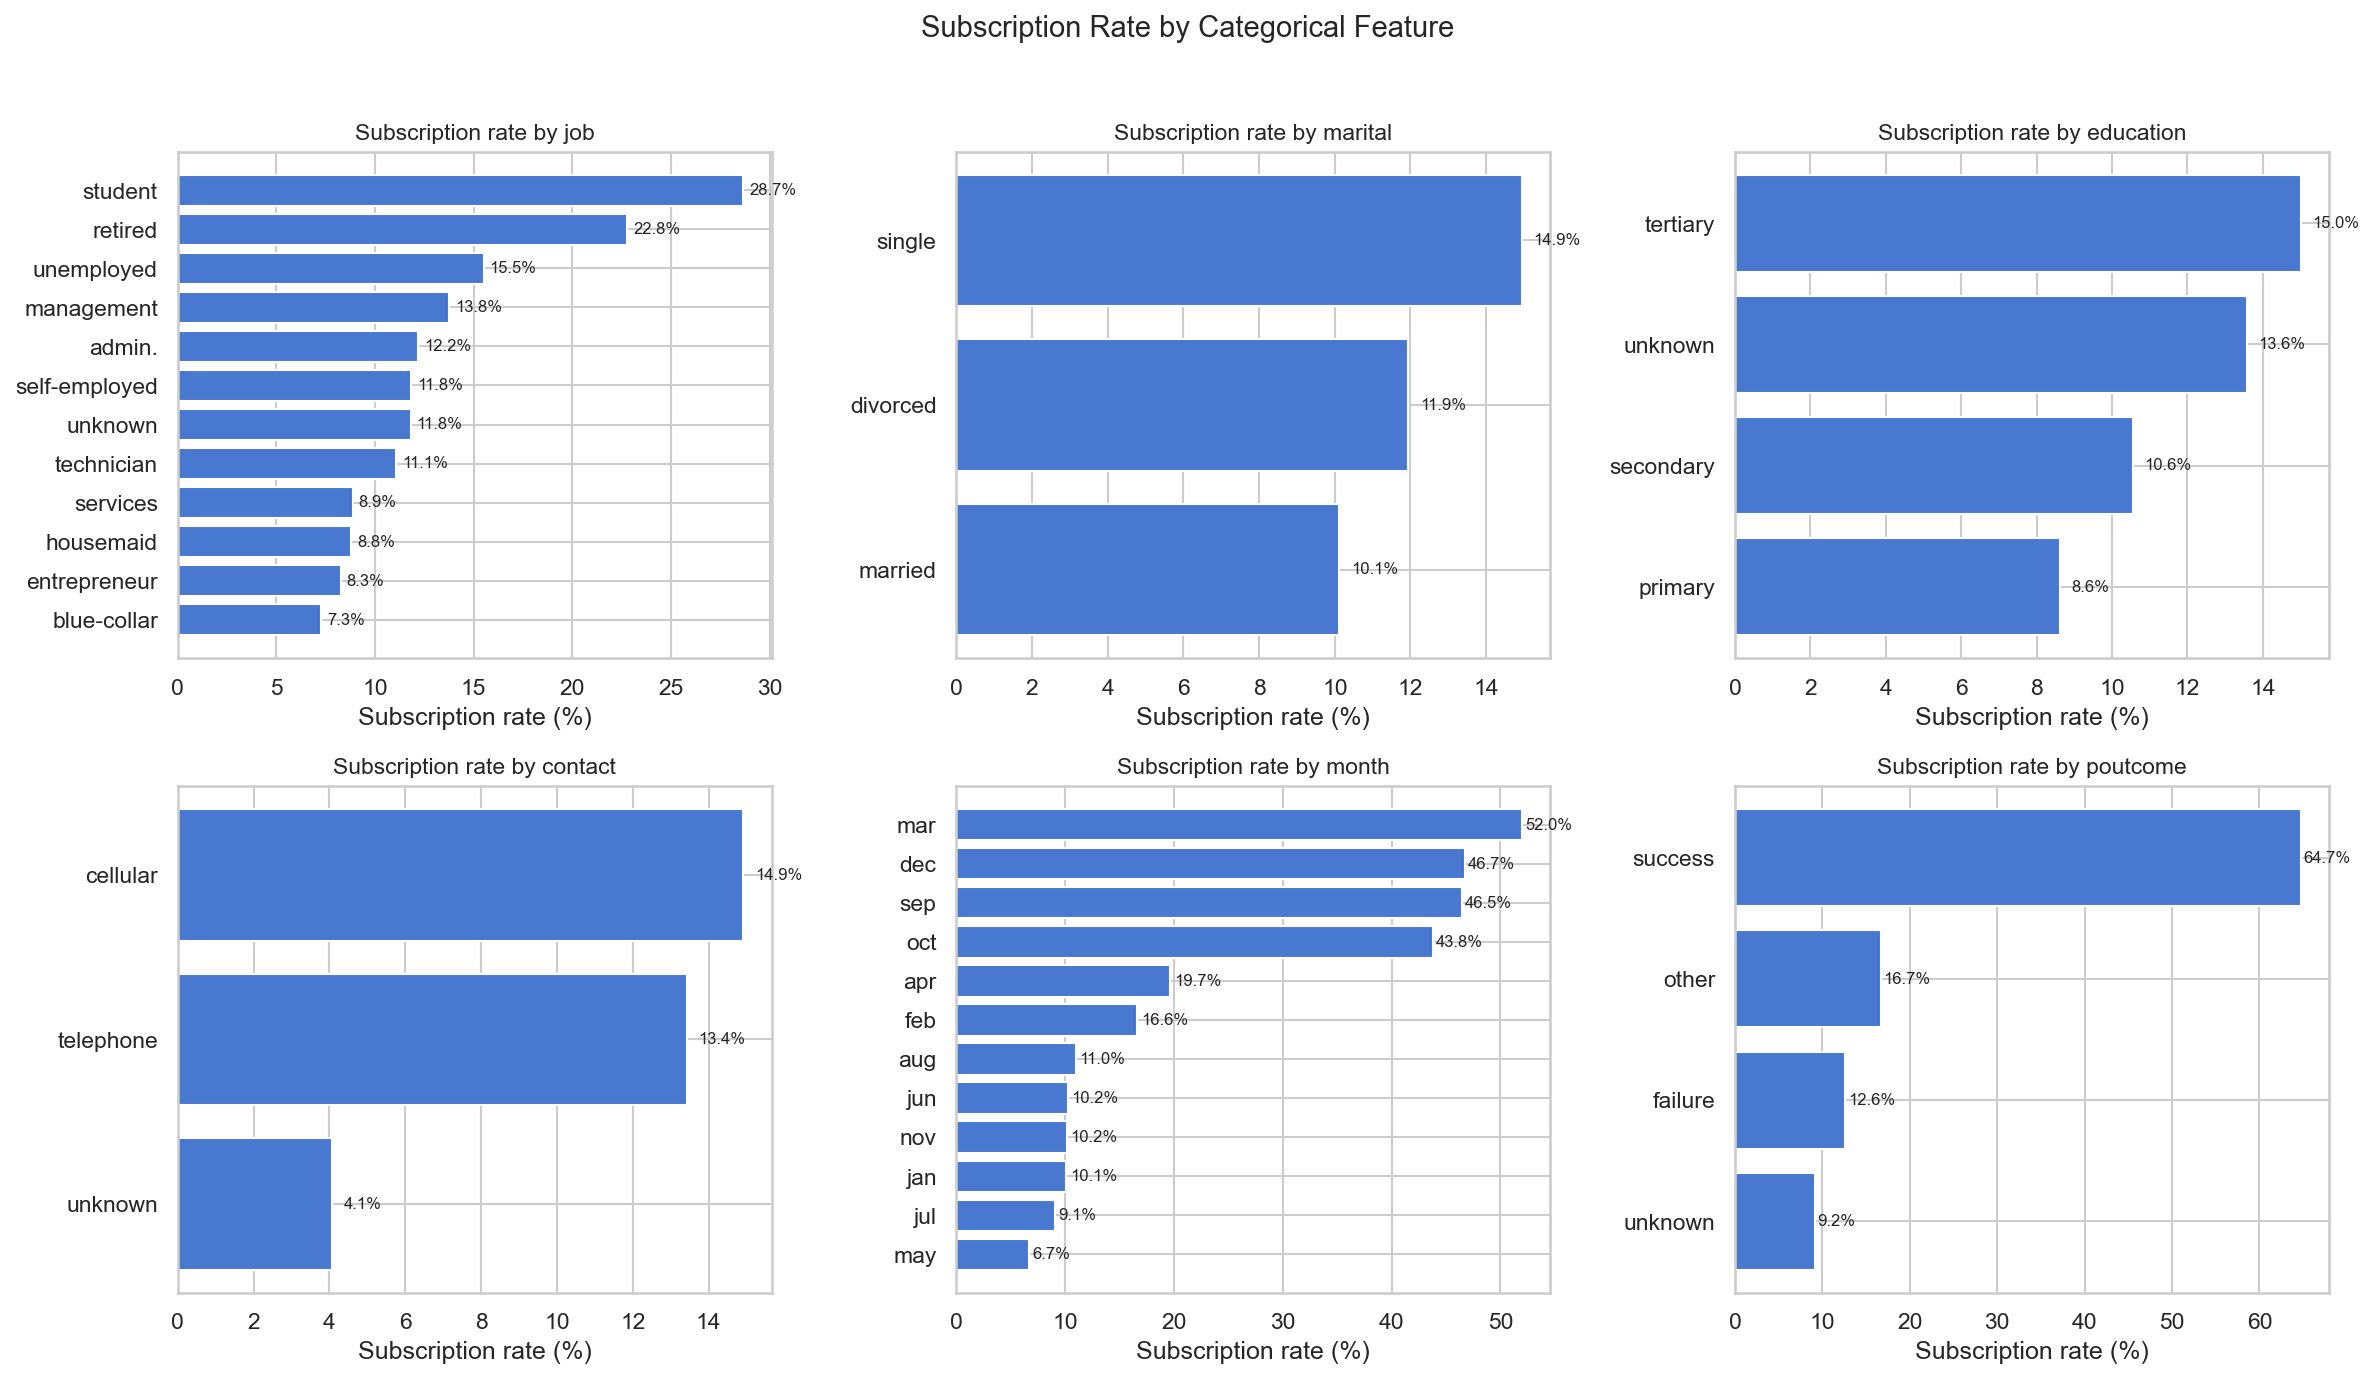 Subscription Rate by Categorical Feature
Subscription rate by job
student 28.7%
retired 22.8%
unemployed 15.5%
management 13.8%
admin. 12.2%
self-employed 11.8%
unknown 11.8%
technician 11.1%
services 8.9%
housemaid 8.8%
entrepreneur 8.3%
blue-collar 7.3%
0 5 10 15 20 25 30
Subscription rate (%)
Subscription rate by marital
single 14.9%
divorced 11.9%
married 10.1%
0 2 4 6 8 10 12 14
Subscription rate (%)
Subscription rate by education
tertiary 15.0%
unknown 13.6%
secondary 10.6%
primary 8.6%
0 2 4 6 8 10 12 14
Subscription rate (%)
Subscription rate by contact
cellular 14.9%
telephone 13.4%
unknown 4.1%
0 2 4 6 8 10 12 14
Subscription rate (%)
Subscription rate by month
mar 52.0%
dec 46.7%
sep 46.5%
oct 43.8%
apr 19.7%
feb 16.6%
aug 11.0%
jun 10.2%
nov 10.2%
jan 10.1%
jul 9.1%
may 6.7%
0 10 20 30 40 50
Subscription rate (%)
Subscription rate by poutcome
success 64.7%
other 16.7%
failure 12.6%
unknown 9.2%
0 10 20 30 40 50 60
Subscription rate (%)